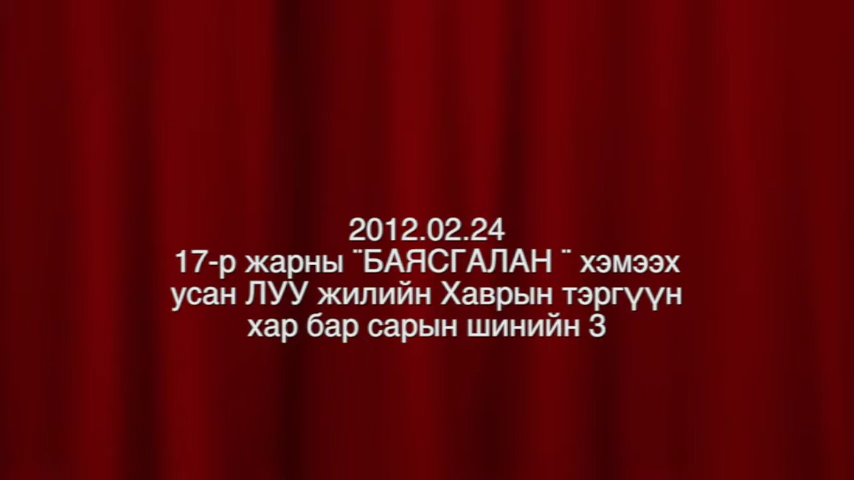 2012.02.24
17-р жарны ¨БАЯСГАЛАН ¨ хэмээх
усан ЛУУ жилийн Хаврын тэргүүн
хар бар сарын шинийн 3